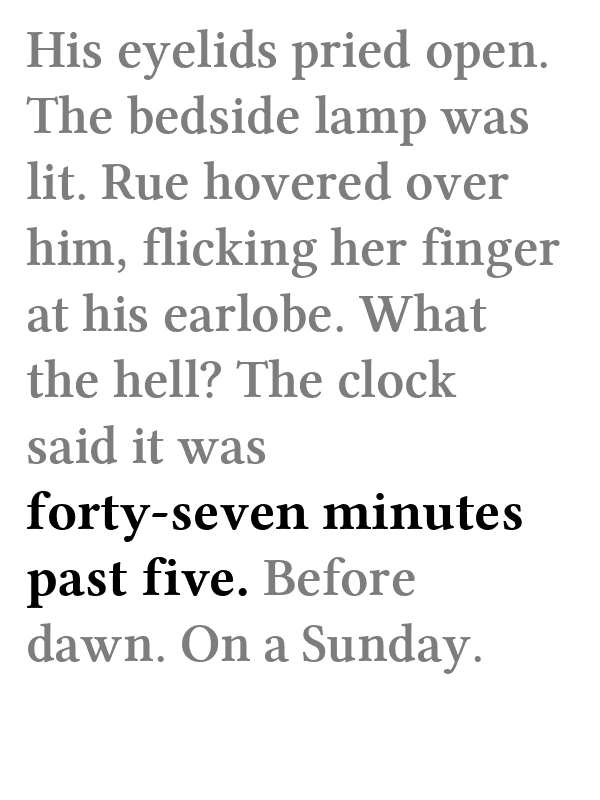 His eyelids pried open.
The bedside lamp was
lit. Rue hovered over
him, flicking her finger
at his earlobe. What
the hell? The clock
said it was
forty-seven minutes
past five. Before
dawn. On a Sunday.